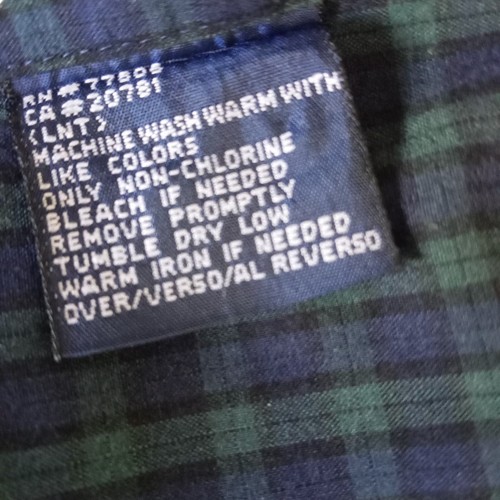 RN # 77806
CA # 20781
(LNT)
MACHINE WASH WARM WITH
LIKE COLORS
ONLY NON-CHLORINE
BLEACH IF NEEDED
REMOVE PROMPTLY
TUMBLE DRY LOW
WARM IRON IF NEEDED
OVER/VERSO/AL REVERSO